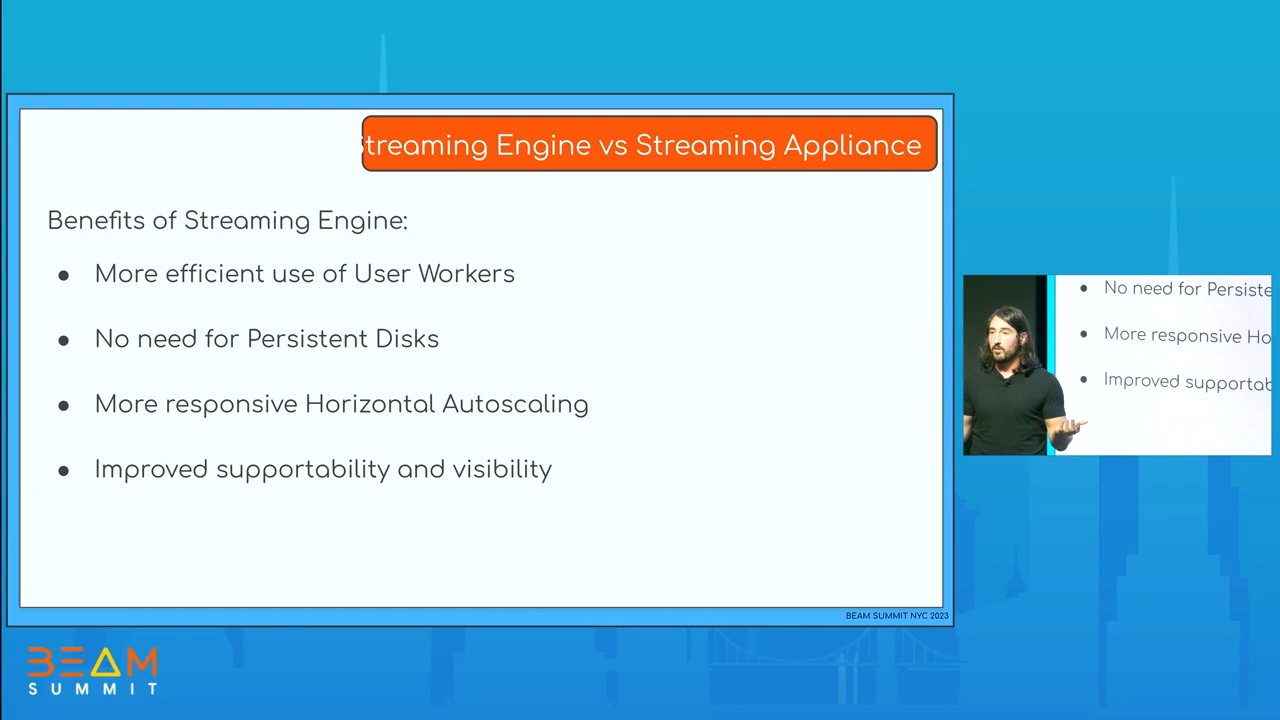 treaming Engine vs Streaming Appliance
Benefits of Streaming Engine:
● More efficient use of User Workers
● No need for Persistent Disks
● More responsive Horizontal Autoscaling
● Improved supportability and visibility
BEAM SUMMIT NYC 2023
● No need for Persiste
● More responsive Ho
● Improved supportab
BEAM
SUMMIT